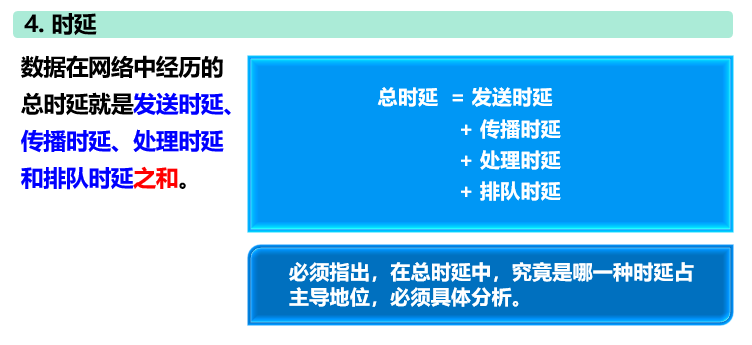 4. 时延
数据在网络中经历的
总时延就是发送时延、
传播时延、处理时延
和排队时延之和。
总时延 = 发送时延
+ 传播时延
+ 处理时延
+ 排队时延
必须指出，在总时延中，究竟是哪一种时延占
主导地位，必须具体分析。